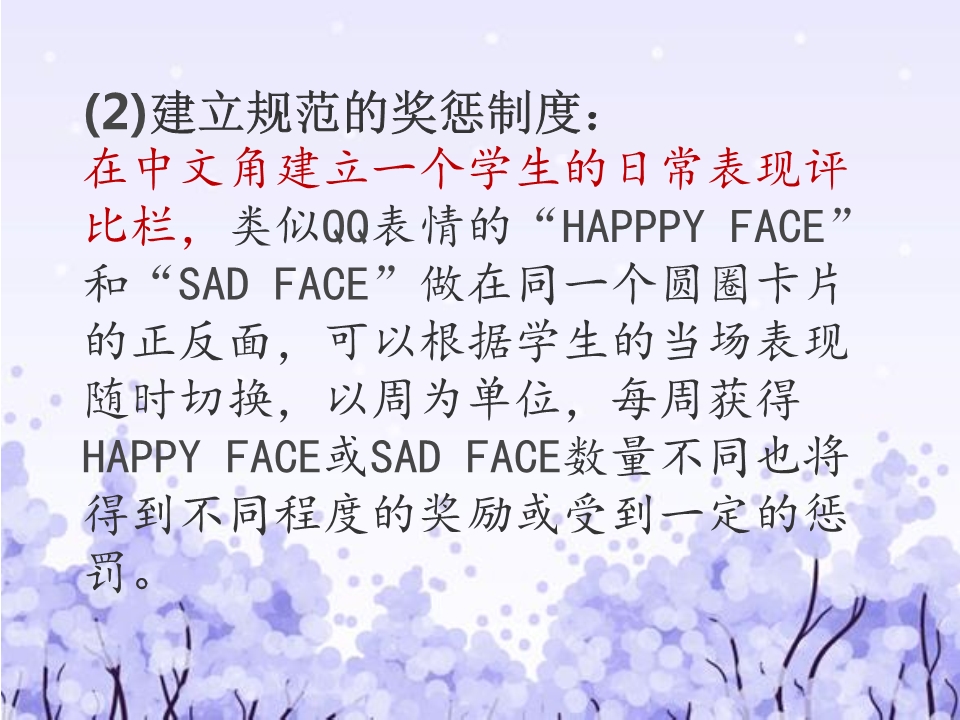 (2)建立规范的奖惩制度：
在中文角建立一个学生的日常表现评
比栏，类似QQ表情的“HAPPPY FACE”
和“SAD FACE”做在同一个圆圈卡片
的正反面，可以根据学生的当场表现
随时切换，以周为单位，每周获得
HAPPY FACE或SAD FACE数量不同也将
得到不同程度的奖励或受到一定的惩
罚。